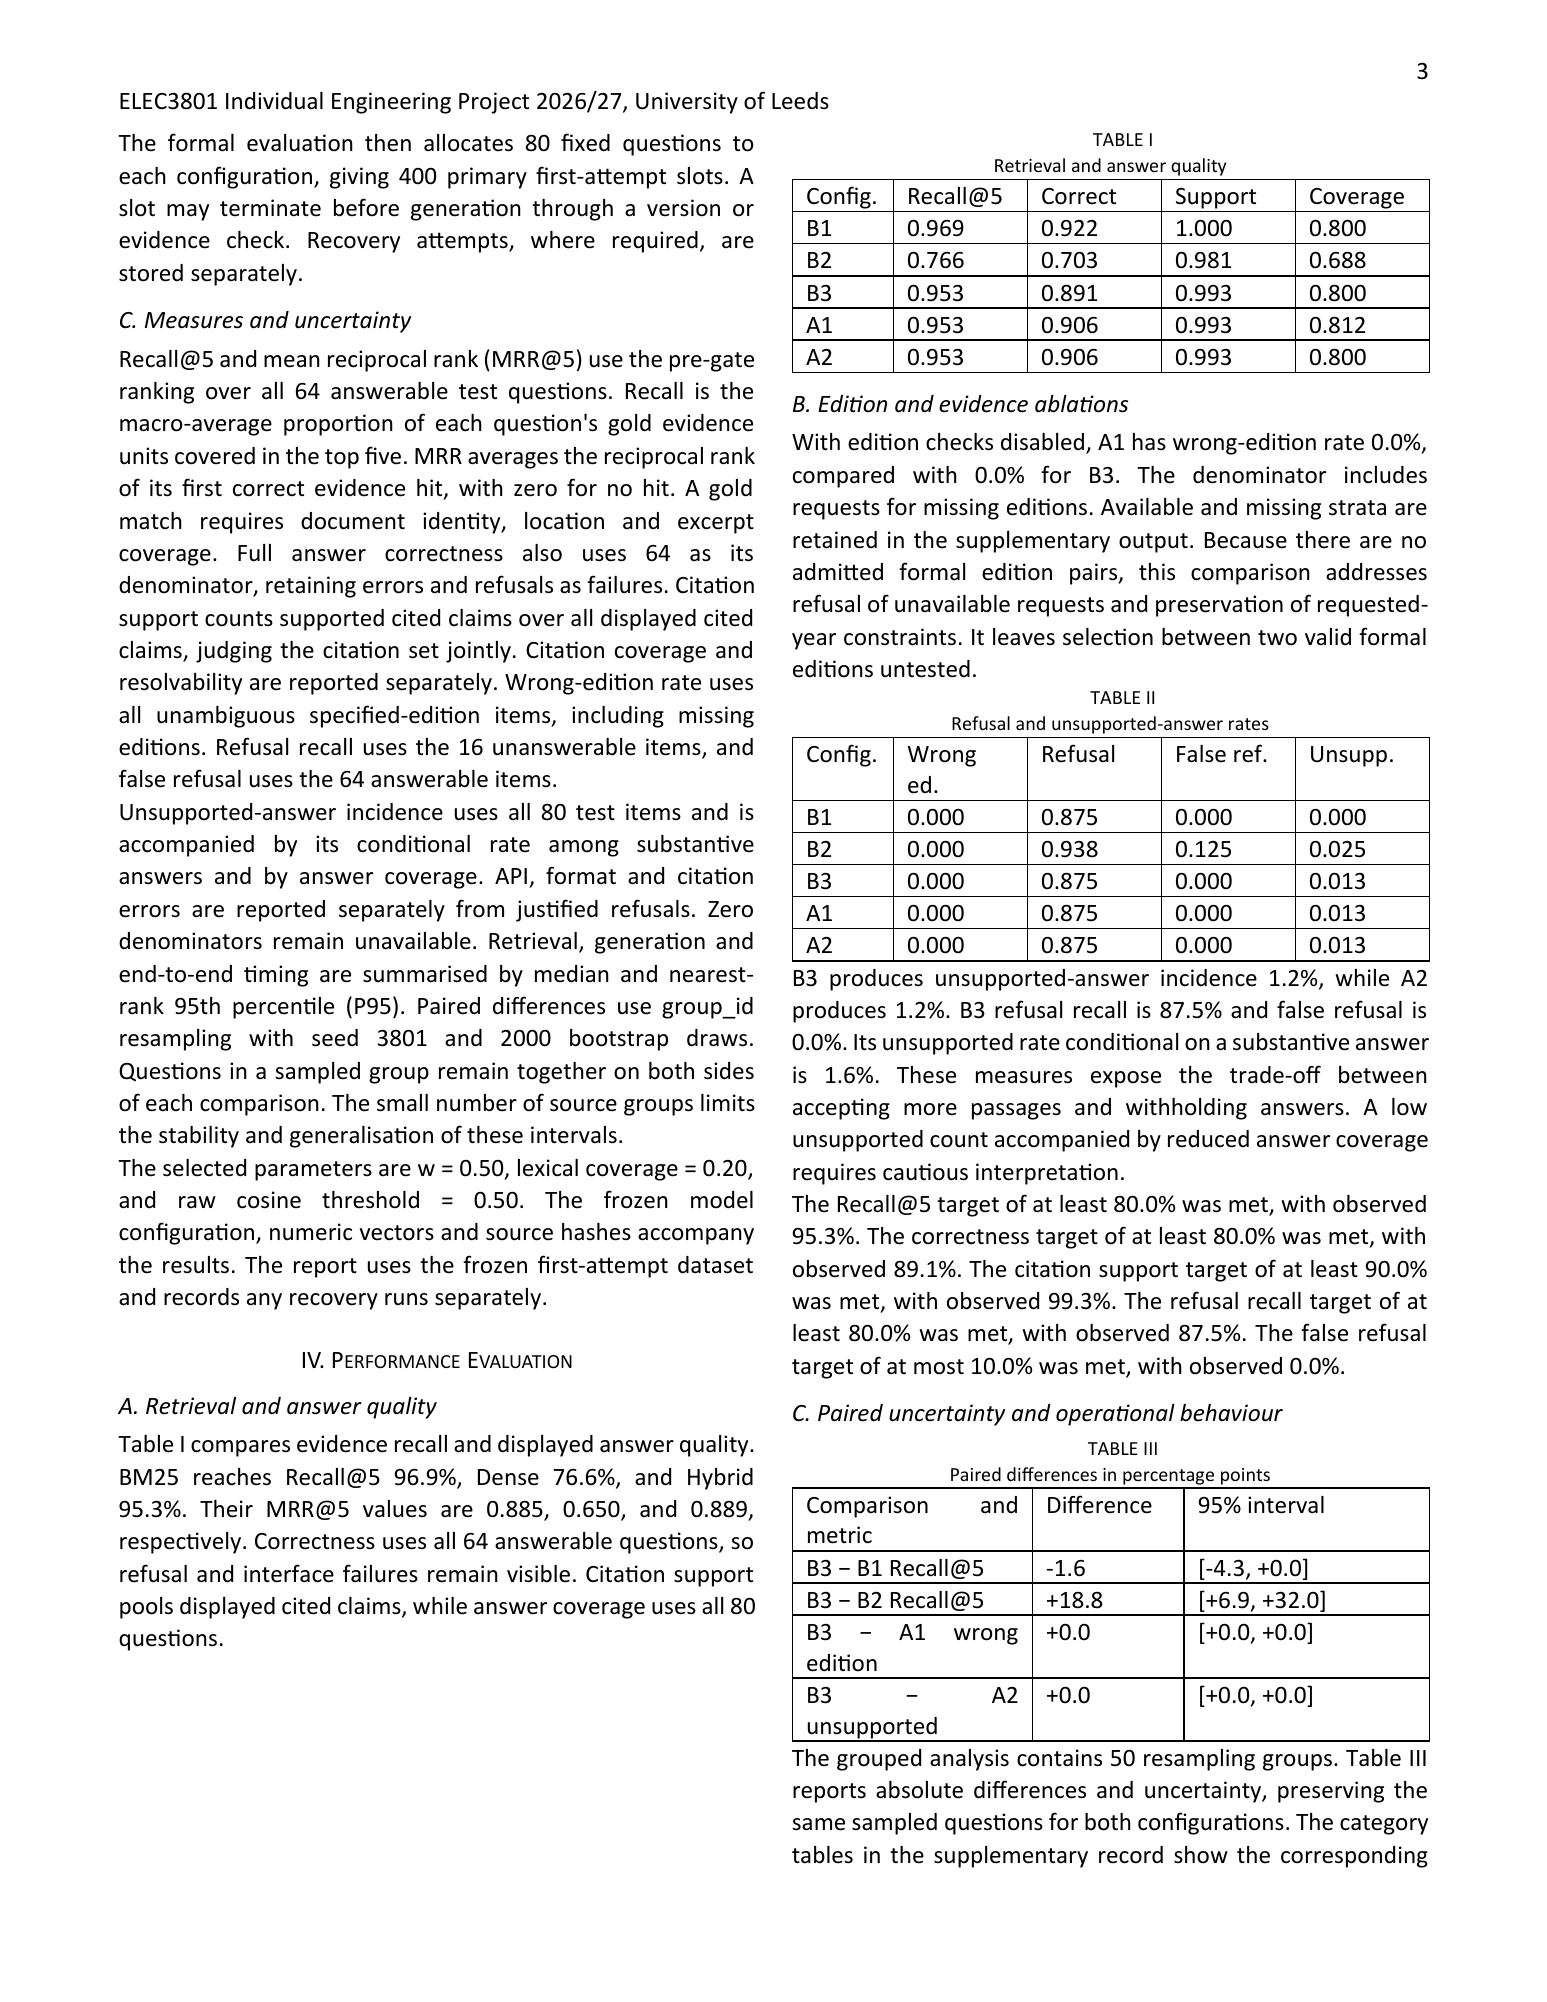 3
ELEC3801 Individual Engineering Project 2026/27, University of Leeds
The formal evaluation then allocates 80 fixed questions to
each configuration, giving 400 primary first-attempt slots. A
slot may terminate before generation through a version or
evidence check. Recovery attempts, where required, are
stored separately.
C. Measures and uncertainty
Recall@5 and mean reciprocal rank (MRR@5) use the pre-gate
ranking over all 64 answerable test questions. Recall is the
macro-average proportion of each question's gold evidence
units covered in the top five. MRR averages the reciprocal rank
of its first correct evidence hit, with zero for no hit. A gold
match requires document identity, location and excerpt
coverage. Full answer correctness also uses 64 as its
denominator, retaining errors and refusals as failures. Citation
support counts supported cited claims over all displayed cited
claims, judging the citation set jointly. Citation coverage and
resolvability are reported separately. Wrong-edition rate uses
all unambiguous specified-edition items, including missing
editions. Refusal recall uses the 16 unanswerable items, and
false refusal uses the 64 answerable items.
Unsupported-answer incidence uses all 80 test items and is
accompanied by its conditional rate among substantive
answers and by answer coverage. API, format and citation
errors are reported separately from justified refusals. Zero
denominators remain unavailable. Retrieval, generation and
end-to-end timing are summarised by median and nearest-
rank 95th percentile (P95). Paired differences use group_id
resampling with seed 3801 and 2000 bootstrap draws.
Questions in a sampled group remain together on both sides
of each comparison. The small number of source groups limits
the stability and generalisation of these intervals.
The selected parameters are w = 0.50, lexical coverage = 0.20,
and raw cosine threshold = 0.50. The frozen model
configuration, numeric vectors and source hashes accompany
the results. The report uses the frozen first-attempt dataset
and records any recovery runs separately.
IV. PERFORMANCE EVALUATION
A. Retrieval and answer quality
Table I compares evidence recall and displayed answer quality.
BM25 reaches Recall@5 96.9%, Dense 76.6%, and Hybrid
95.3%. Their MRR@5 values are 0.885, 0.650, and 0.889,
respectively. Correctness uses all 64 answerable questions, so
refusal and interface failures remain visible. Citation support
pools displayed cited claims, while answer coverage uses all 80
questions.
TABLE I
Retrieval and answer quality
Config. Recall@5 Correct Support Coverage
B1 0.969 0.922 1.000 0.800
B2 0.766 0.703 0.981 0.688
B3 0.953 0.891 0.993 0.800
A1 0.953 0.906 0.993 0.812
A2 0.953 0.906 0.993 0.800
B. Edition and evidence ablations
With edition checks disabled, A1 has wrong-edition rate 0.0%,
compared with 0.0% for B3. The denominator includes
requests for missing editions. Available and missing strata are
retained in the supplementary output. Because there are no
admitted formal edition pairs, this comparison addresses
refusal of unavailable requests and preservation of requested-
year constraints. It leaves selection between two valid formal
editions untested.
TABLE II
Refusal and unsupported-answer rates
Config. Wrong ed. Refusal False ref. Unsupp.
B1 0.000 0.875 0.000 0.000
B2 0.000 0.938 0.125 0.025
B3 0.000 0.875 0.000 0.013
A1 0.000 0.875 0.000 0.013
A2 0.000 0.875 0.000 0.013
B3 produces unsupported-answer incidence 1.2%, while A2
produces 1.2%. B3 refusal recall is 87.5% and false refusal is
0.0%. Its unsupported rate conditional on a substantive answer
is 1.6%. These measures expose the trade-off between
accepting more passages and withholding answers. A low
unsupported count accompanied by reduced answer coverage
requires cautious interpretation.
The Recall@5 target of at least 80.0% was met, with observed
95.3%. The correctness target of at least 80.0% was met, with
observed 89.1%. The citation support target of at least 90.0%
was met, with observed 99.3%. The refusal recall target of at
least 80.0% was met, with observed 87.5%. The false refusal
target of at most 10.0% was met, with observed 0.0%.
C. Paired uncertainty and operational behaviour
TABLE III
Paired differences in percentage points
Comparison and metric Difference 95% interval
B3 − B1 Recall@5 -1.6 [-4.3, +0.0]
B3 − B2 Recall@5 +18.8 [+6.9, +32.0]
B3 − A1 wrong edition +0.0 [+0.0, +0.0]
B3 − A2 unsupported +0.0 [+0.0, +0.0]
The grouped analysis contains 50 resampling groups. Table III
reports absolute differences and uncertainty, preserving the
same sampled questions for both configurations. The category
tables in the supplementary record show the corresponding